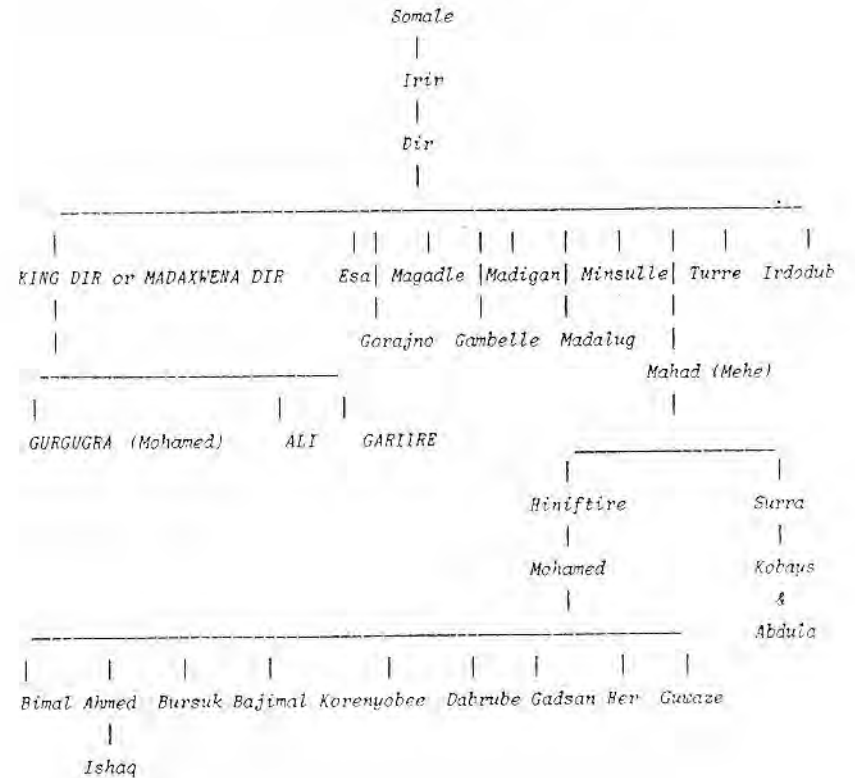 Somale
Irir
Dir
KING DIR or MADAXWENA DIR Esa Magadle Madigan Minsulle Turre Irdodub
Garajno Gambelle Madalug
Mahad (Mehe)
GURGUGRA (Mohamed) ALI GARIIRE
Hiniftire Surra
Mohamed Kobays
&
Abdula
Bimal Ahmed Bursuk Bajimal Korenyobee Dabrube Gadsan Her Guwaze
Ishaq